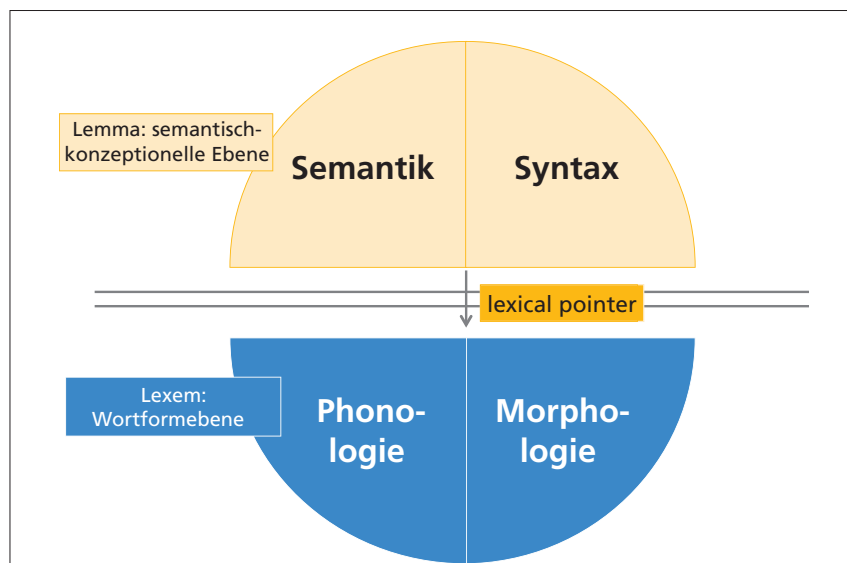 Lemma: semantisch-
konzeptionelle Ebene
Semantik
Syntax
lexical pointer
Lexem:
Wortformebene
Phono-
logie
Morpho-
logie